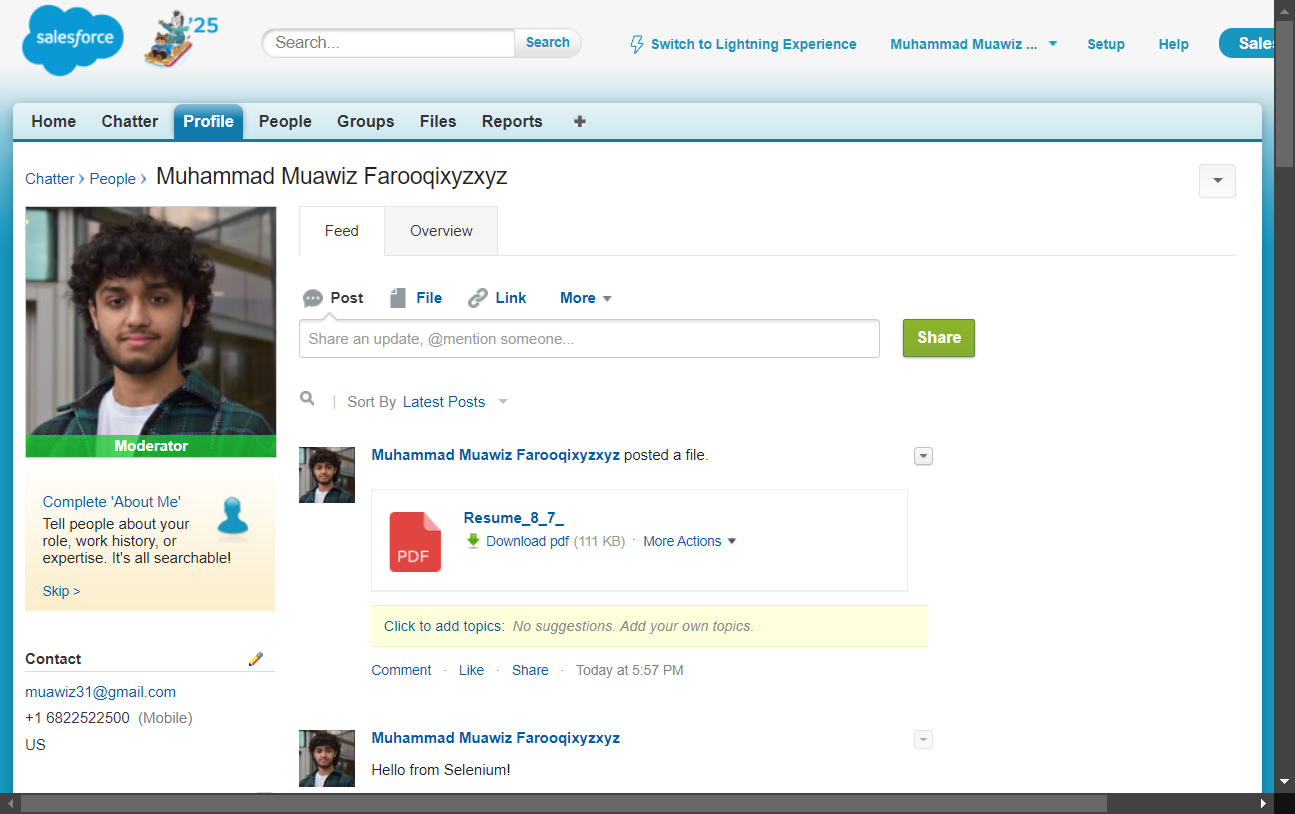 salesforce
'25
Search...
Search
Switch to Lightning Experience
Muhammad Muawiz ...
Setup
Help
Sales
Home
Chatter
Profile
People
Groups
Files
Reports
+
Chatter › People ›
Muhammad Muawiz Farooqixyzxyz
Moderator
Complete 'About Me'
Tell people about your
role, work history, or
expertise. It's all searchable!
Skip >
Contact
muawiz31@gmail.com
+1 6822522500 (Mobile)
US
Feed
Overview
Post
File
Link
More
Share an update, @mention someone...
Share
| Sort By Latest Posts
Muhammad Muawiz Farooqixyzxyz posted a file.
PDF
Resume_8_7_
Download pdf (111 KB) · More Actions
Click to add topics: No suggestions. Add your own topics.
Comment · Like · Share · Today at 5:57 PM
Muhammad Muawiz Farooqixyzxyz
Hello from Selenium!